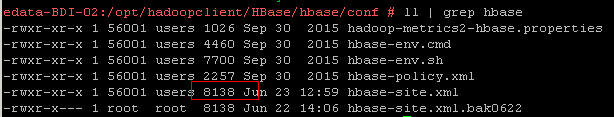 edata-BDI-02:/opt/hadoopclient/HBase/hbase/conf # ll | grep hbase
-rwxr-xr-x 1 56001 users 1026 Sep 30  2015 hadoop-metrics2-hbase.properties
-rwxr-xr-x 1 56001 users 4460 Sep 30  2015 hbase-env.cmd
-rwxr-xr-x 1 56001 users 7700 Sep 30  2015 hbase-env.sh
-rwxr-xr-x 1 56001 users 2257 Sep 30  2015 hbase-policy.xml
-rwxr-xr-x 1 56001 users 8138 Jun 23 12:59 hbase-site.xml
-rwxr-x--- 1 root  root  8138 Jun 22 14:06 hbase-site.xml.bak0622